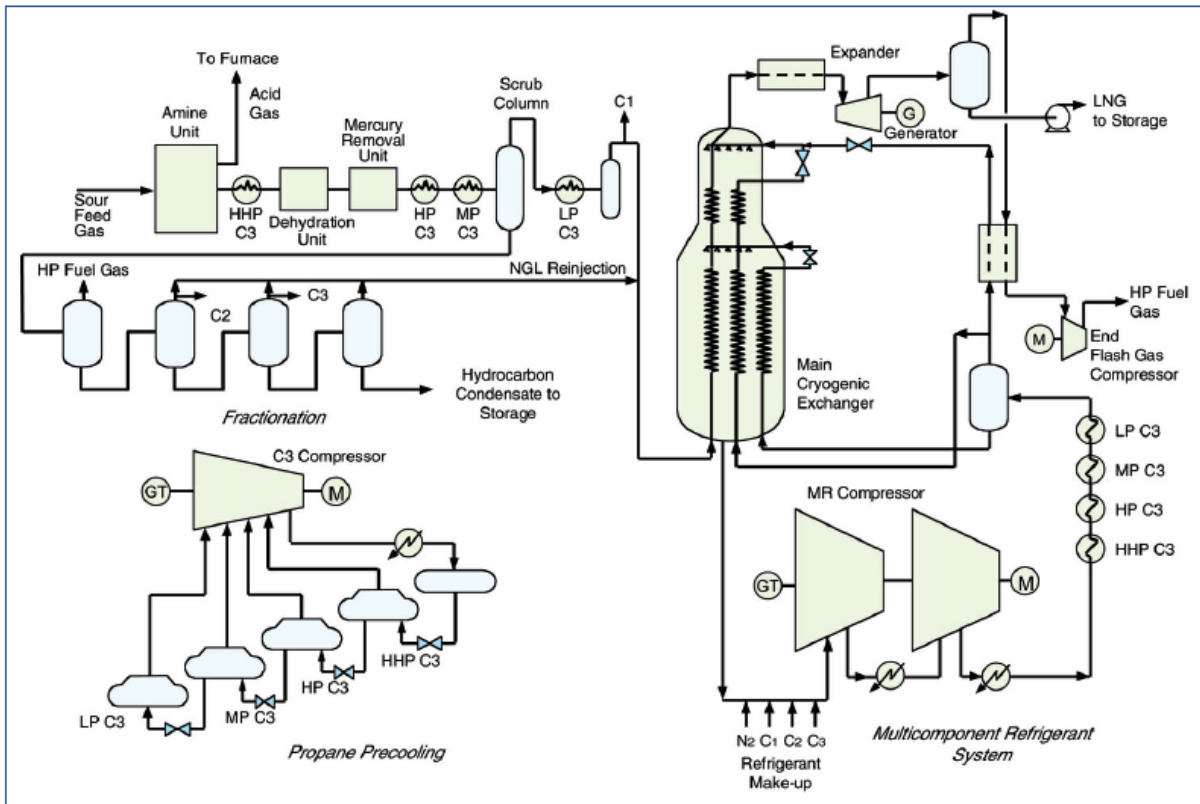 To Furnace
Acid
Gas
Amine
Unit
Sour
Feed
Gas
HHP
C3
Dehydration
Unit
Mercury
Removal
Unit
HP
C3
MP
C3
Scrub
Column
LP
C3
C1
Expander
G
Generator
LNG
to Storage
HP Fuel Gas
C2
C3
NGL Reinjection
Hydrocarbon
Condensate to
Storage
Fractionation
Main
Cryogenic
Exchanger
HP Fuel
Gas
M
End
Flash Gas
Compressor
LP C3
MP C3
HP C3
HHP C3
C3 Compressor
GT
M
HHP C3
HP C3
MP C3
LP C3
Propane Precooling
MR Compressor
GT
M
N2 C1 C2 C3
Refrigerant
Make-up
Multicomponent Refrigerant
System